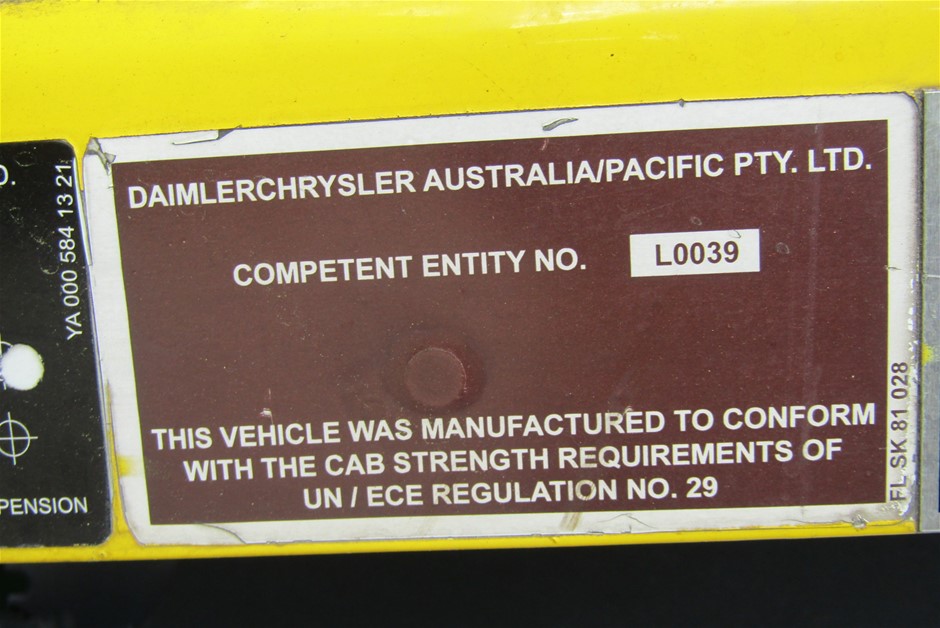 D.
YA 000 584 13 21
PENSION
DAIMLERCHRYSLER AUSTRALIA/PACIFIC PTY. LTD.
COMPETENT ENTITY NO. L0039
THIS VEHICLE WAS MANUFACTURED TO CONFORM
WITH THE CAB STRENGTH REQUIREMENTS OF
UN / ECE REGULATION NO. 29
FL SK 81 028